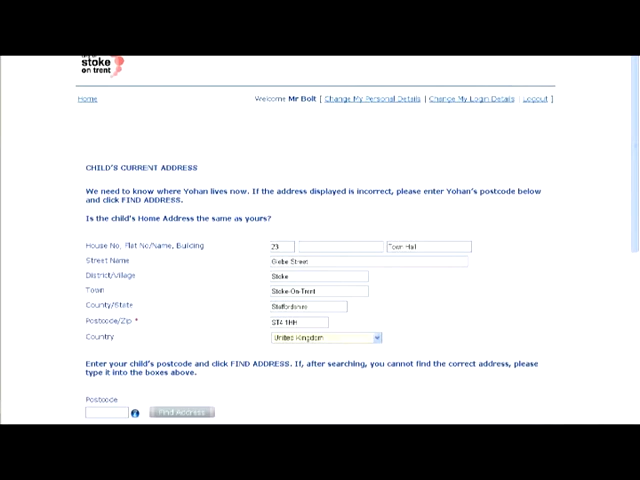 stoke
on trent
Home
Welcome Mr Bolt [ Change My Personal Details | Change My Login Details | Logout ]
CHILD'S CURRENT ADDRESS
We need to know where Yohan lives now. If the address displayed is incorrect, please enter Yohan's postcode below
and click FIND ADDRESS.
Is the child's Home Address the same as yours?
House No, Flat No/Name, Building 23 Town Hall
Street Name Glebe Street
District/Village Stoke
Town Stoke-On-Trent
County/State Staffordshire
Postcode/Zip * ST4 1HH
Country United Kingdom
Enter your child's postcode and click FIND ADDRESS. If, after searching, you cannot find the correct address, please
type it into the boxes above.
Postcode
Find Address